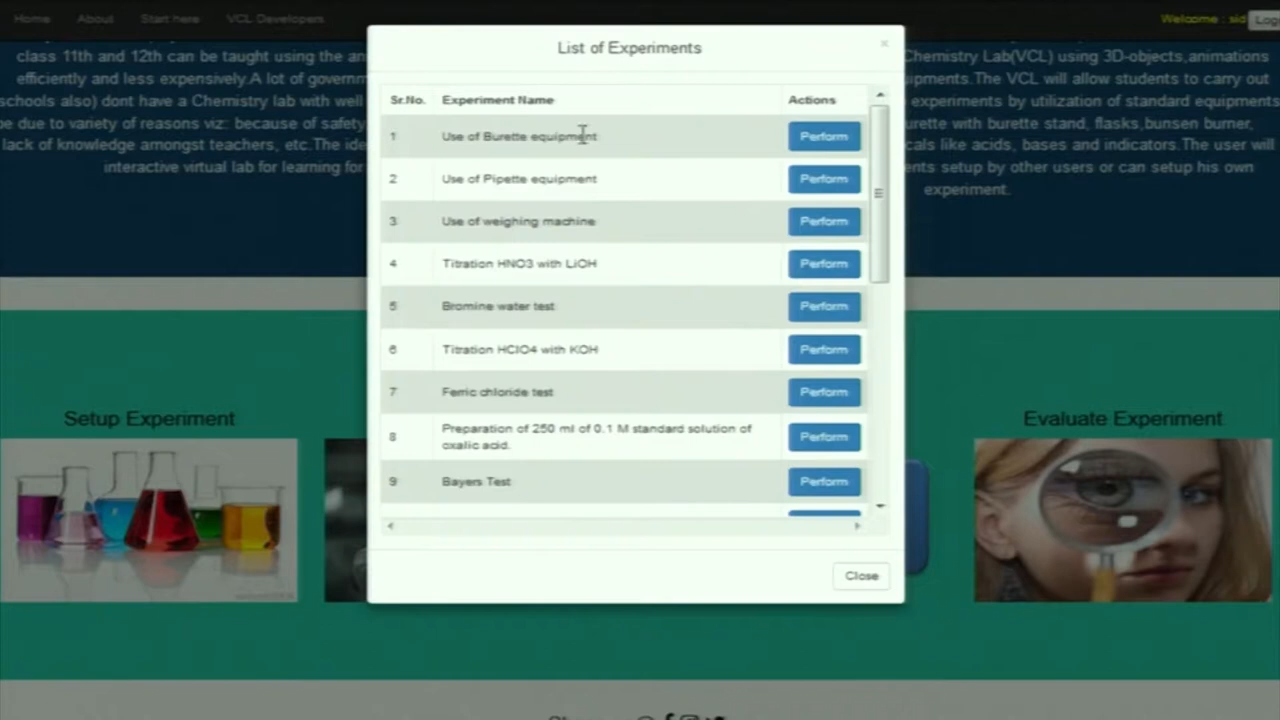 Home About Start here VCL Developers
Welcome : sid Log
List of Experiments ×
class 11th and 12th can be taught using the an
efficiently and less expensively.A lot of governm
schools also) dont have a Chemistry lab with well
be due to variety of reasons viz: because of safety
lack of knowledge amongst teachers, etc.The ide
interactive virtual lab for learning for
Chemistry Lab(VCL) using 3D-objects,animations
ipments.The VCL will allow students to carry out
experiments by utilization of standard equipments
urette with burette stand, flasks,bunsen burner,
cals like acids, bases and indicators.The user will
ents setup by other users or can setup his own
experiment.
Sr.No. Experiment Name Actions
1 Use of Burette equipment Perform
2 Use of Pipette equipment Perform
3 Use of weighing machine Perform
4 Titration HNO3 with LiOH Perform
5 Bromine water test Perform
6 Titration HClO4 with KOH Perform
7 Ferric chloride test Perform
8 Preparation of 250 ml of 0.1 M standard solution of
oxalic acid. Perform
9 Bayers Test Perform
Close
Setup Experiment
Evaluate Experiment